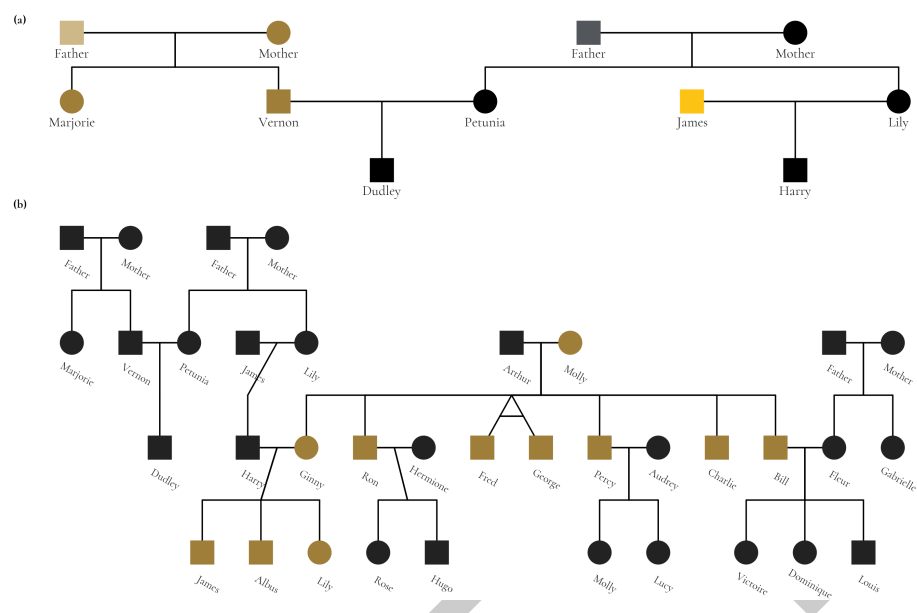 (a)
Father Mother Father Mother
Marjorie Vernon Petunia James Lily
Dudley Harry
(b)
Father Mother Father Mother
Marjorie Vernon Petunia James Lily Arthur Molly Father Mother
Dudley Harry Ginny Ron Hermione Fred George Percy Audrey Charlie Bill Fleur Gabrielle
James Albus Lily Rose Hugo Molly Lucy Victoire Dominique Louis